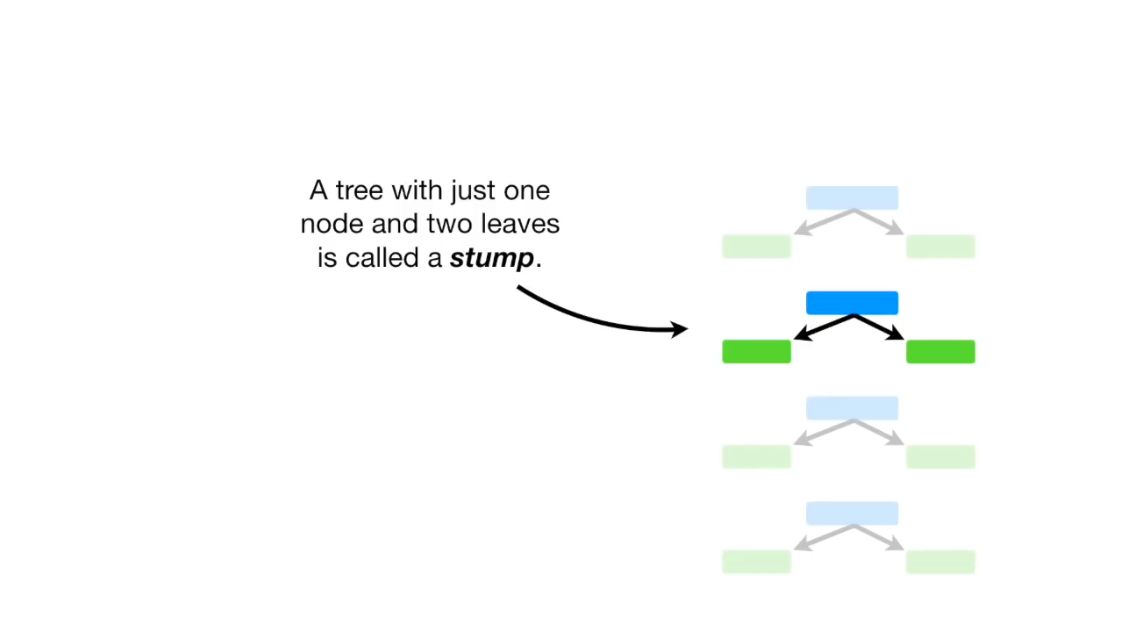 A tree with just one
node and two leaves
is called a stump.